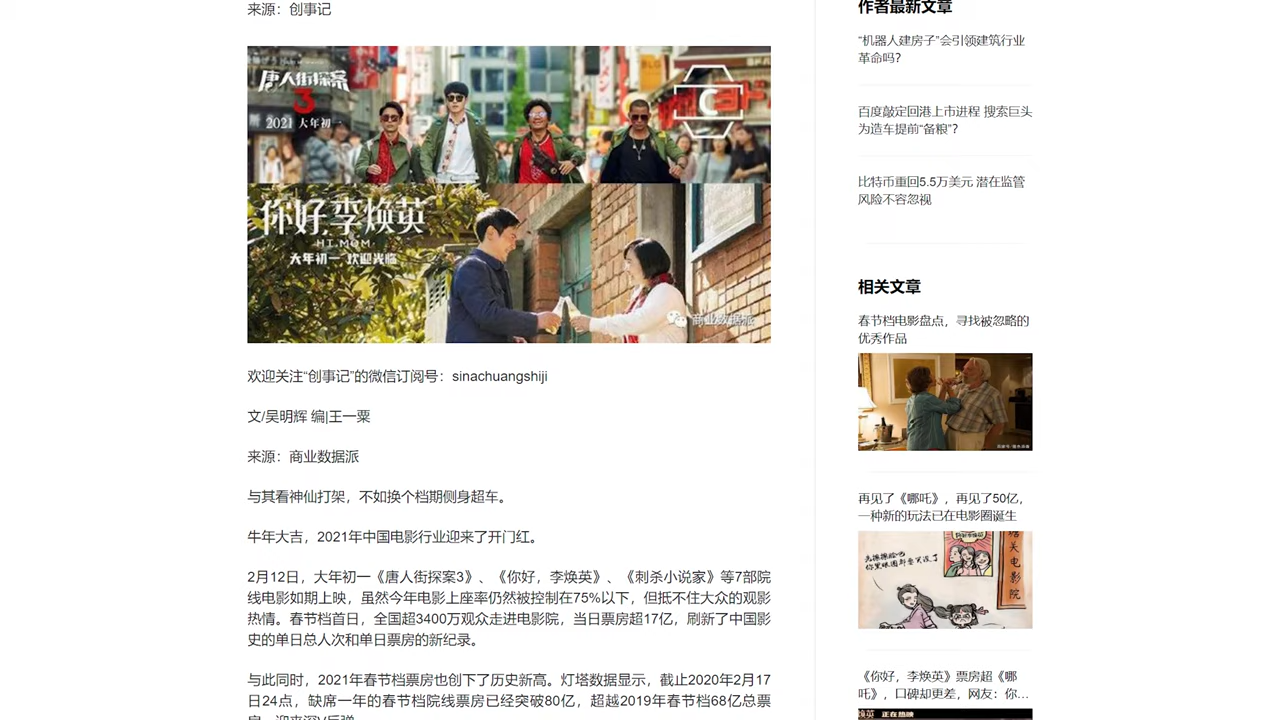 来源：创事记
唐人街探案
3
2021 大年初一
你好,李焕英
HI,MOM
大年初一 欢迎光临
商业数据派
欢迎关注“创事记”的微信订阅号：sinachuangshiji
文/吴明辉 编|王一粟
来源：商业数据派
与其看神仙打架，不如换个档期侧身超车。
牛年大吉，2021年中国电影行业迎来了开门红。
2月12日，大年初一《唐人街探案3》、《你好，李焕英》、《刺杀小说家》等7部院
线电影如期上映，虽然今年电影上座率仍然被控制在75%以下，但抵不住大众的观影
热情。春节档首日，全国超3400万观众走进电影院，当日票房超17亿，刷新了中国影
史的单日总人次和单日票房的新纪录。
与此同时，2021年春节档票房也创下了历史新高。灯塔数据显示，截止2020年2月17
日24点，缺席一年的春节档院线票房已经突破80亿，超越2019年春节档68亿总票
房，迎来深V反弹。
作者最新文章
“机器人建房子”会引领建筑行业
革命吗？
百度敲定回港上市进程 搜索巨头
为造车提前“备粮”？
比特币重回5.5万美元 潜在监管
风险不容忽视
相关文章
春节档电影盘点，寻找被忽略的
优秀作品
再见了《哪吒》，再见了50亿，
一种新的玩法已在电影圈诞生
关电影院
《你好，李焕英》票房超《哪
吒》，口碑却更差，网友：你…
焕英 正在热映